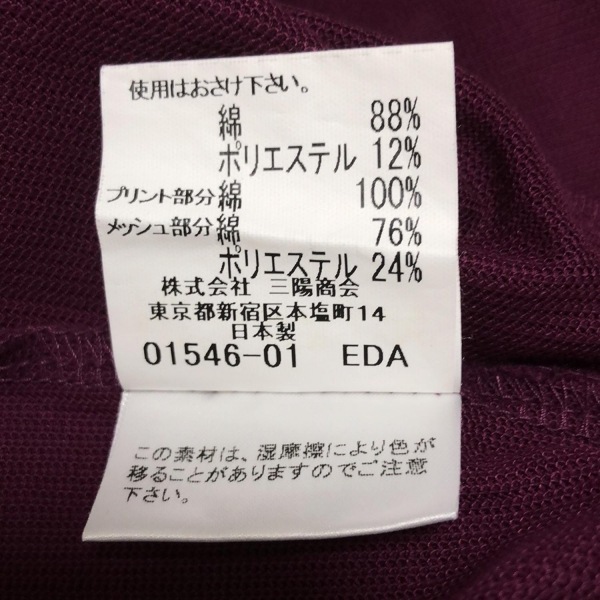 使用はおさけ下さい。
綿 88%
ポリエステル 12%
プリント部分 綿 100%
メッシュ部分 綿 76%
ポリエステル 24%
株式会社 三陽商会
東京都新宿区本塩町14
日本製
01546-01 EDA
この素材は、湿摩擦により色が
移ることがありますのでご注意
下さい。